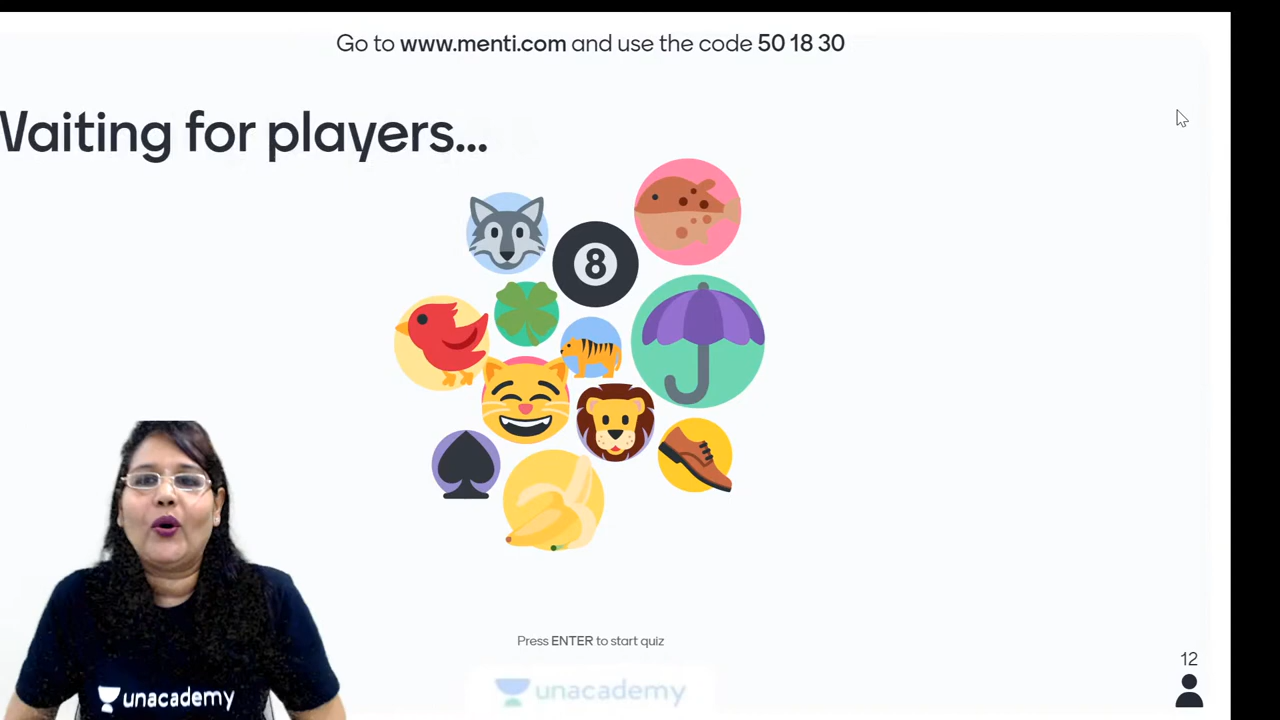 Go to www.menti.com and use the code 50 18 30
Waiting for players...
8
Press ENTER to start quiz
unacademy
12
unacademy